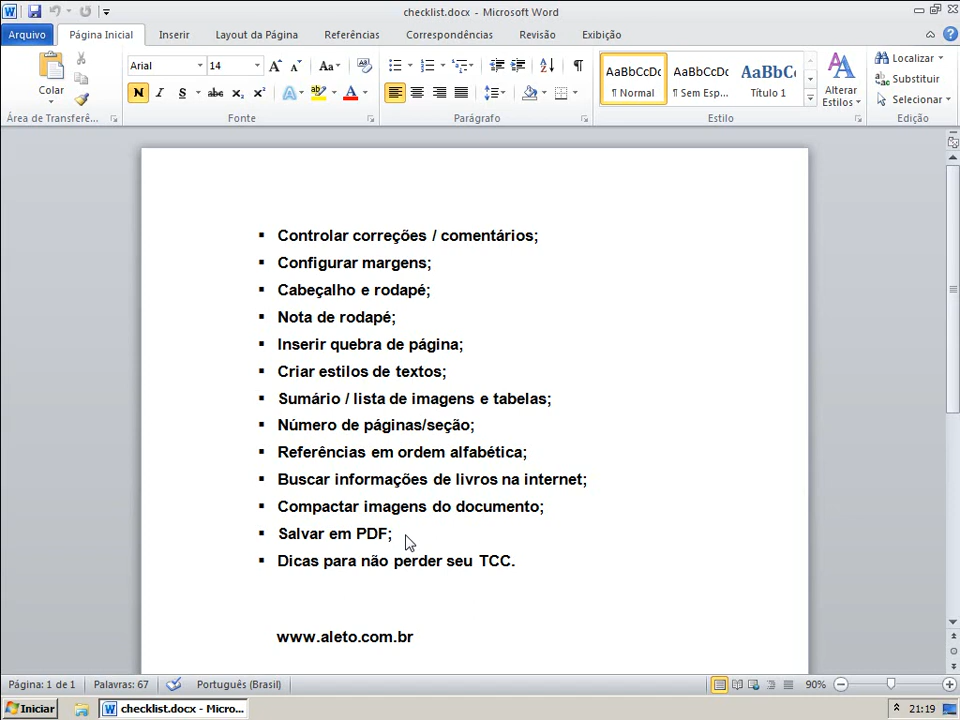 checklist.docx - Microsoft Word
Arquivo Página Inicial Inserir Layout da Página Referências Correspondências Revisão Exibição
Colar
Arial 14
N I S abc x₂ x² A ab A
AaBbCcDc AaBbCcDc AaBbC
¶ Normal ¶ Sem Esp... Título 1
Alterar Estilos
Localizar
Substituir
Selecionar
Área de Transferê... Fonte Parágrafo Estilo Edição
▪ Controlar correções / comentários;
▪ Configurar margens;
▪ Cabeçalho e rodapé;
▪ Nota de rodapé;
▪ Inserir quebra de página;
▪ Criar estilos de textos;
▪ Sumário / lista de imagens e tabelas;
▪ Número de páginas/seção;
▪ Referências em ordem alfabética;
▪ Buscar informações de livros na internet;
▪ Compactar imagens do documento;
▪ Salvar em PDF;
▪ Dicas para não perder seu TCC.
www.aleto.com.br
Página: 1 de 1 Palavras: 67 Português (Brasil) 90%
Iniciar checklist.docx - Micro... 21:19